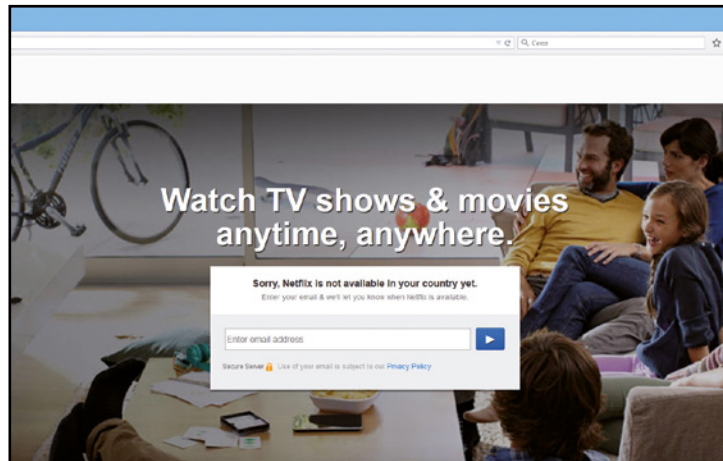 Watch TV shows & movies
anytime, anywhere.
Sorry, Netflix is not available in your country yet.
Enter your email & we'll let you know when Netflix is available.
Enter email address
Secure Server Use of your email is subject to our Privacy Policy